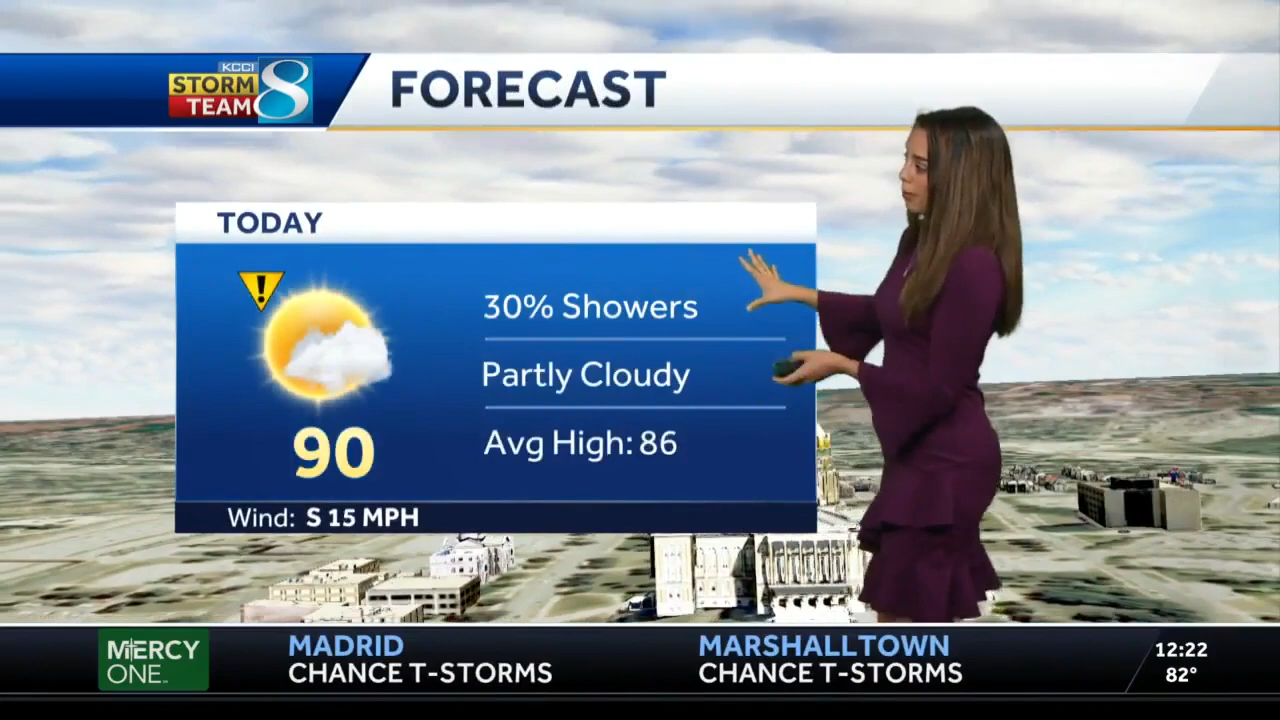 KCCI
STORM
TEAM 8
FORECAST
TODAY
!
90
30% Showers
Partly Cloudy
Avg High: 86
Wind: S 15 MPH
MERCY
ONE™
MADRID
CHANCE T-STORMS
MARSHALLTOWN
CHANCE T-STORMS
12:22
82°